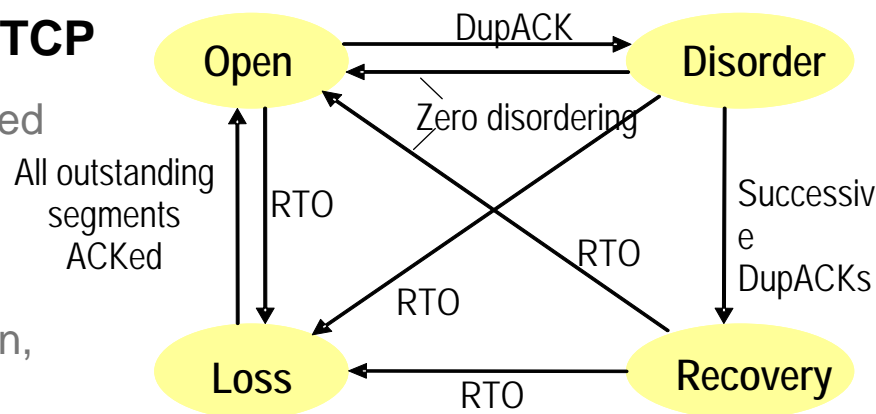 TCP
DupACK
Open
Disorder
ed
Zero disordering
All outstanding
segments
ACKed
RTO
Successiv
e
DupACKs
RTO
RTO
n,
Loss
RTO
Recovery